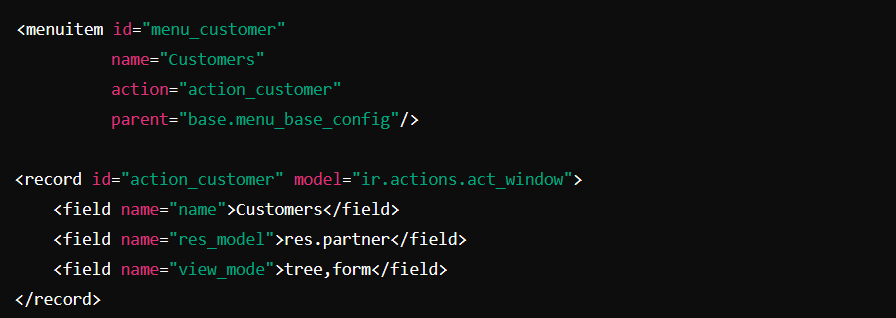 <menuitem id="menu_customer"
name="Customers"
action="action_customer"
parent="base.menu_base_config"/>
<record id="action_customer" model="ir.actions.act_window">
<field name="name">Customers</field>
<field name="res_model">res.partner</field>
<field name="view_mode">tree,form</field>
</record>